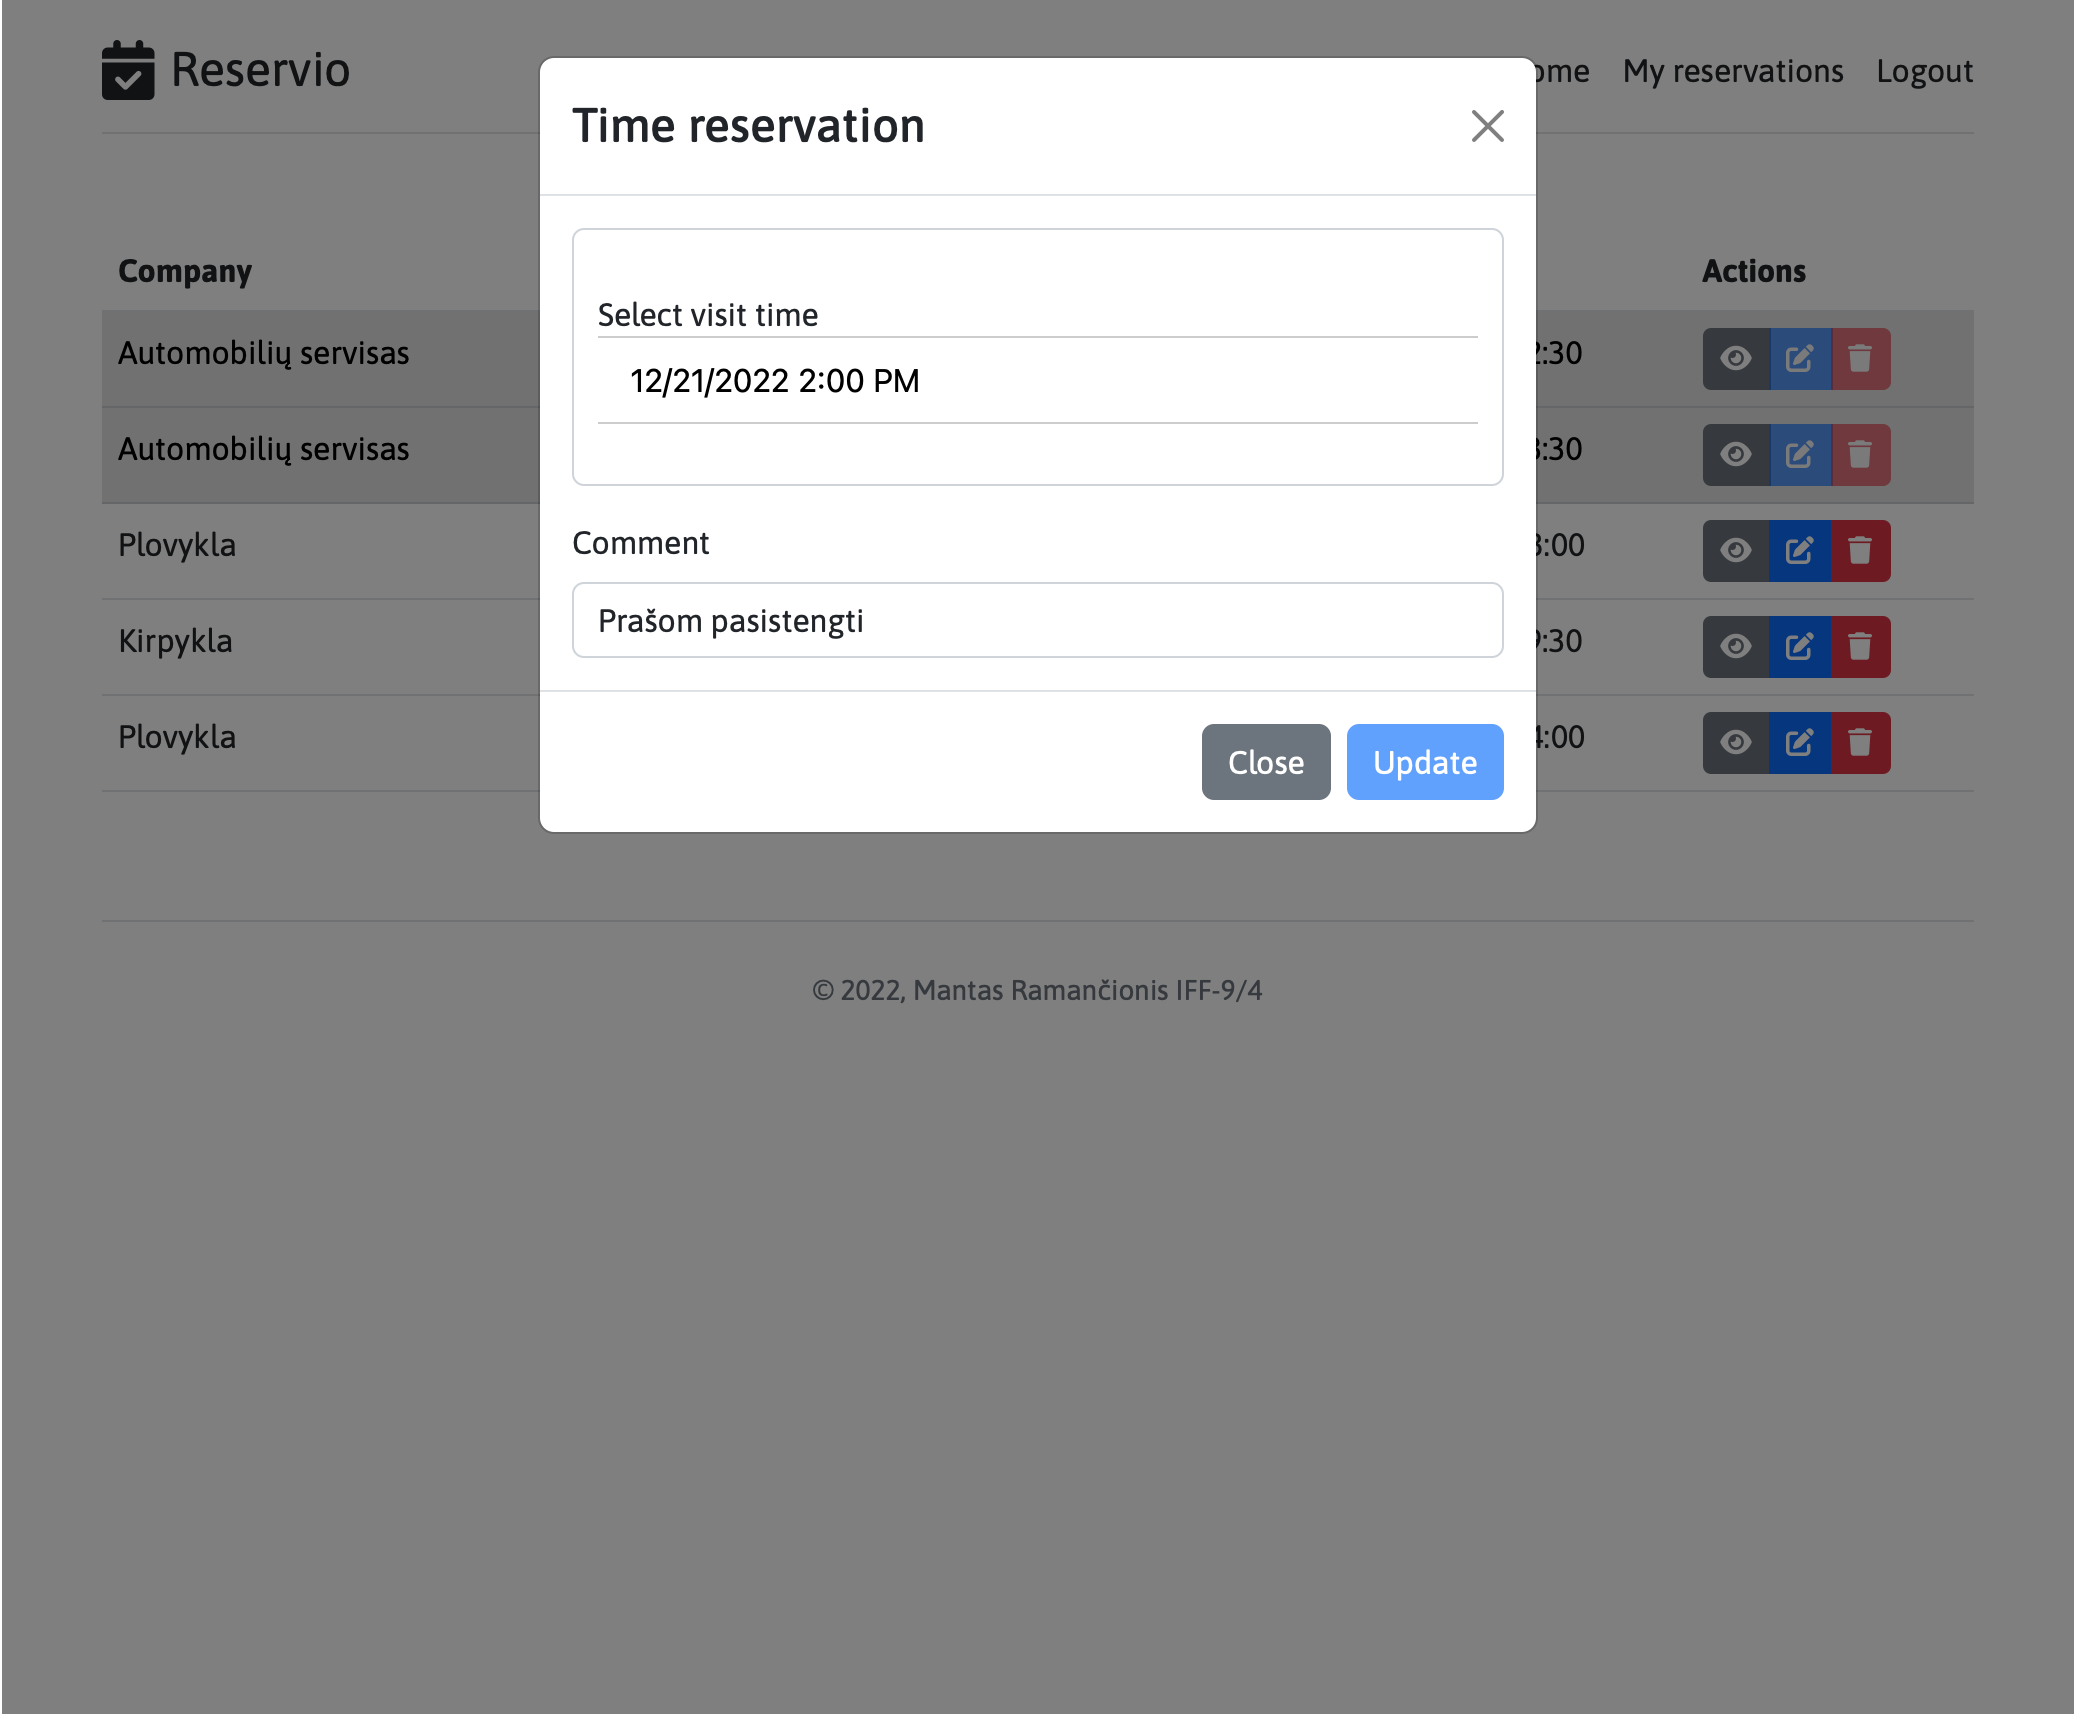 Reservio
My reservations
Logout
Time reservation
Select visit time
12/21/2022 2:00 PM
Comment
Prašom pasistengti
Close
Update
Company
Actions
Automobilių servisas
:30
Automobilių servisas
:30
Plovykla
:00
Kirpykla
:30
Plovykla
:00
© 2022, Mantas Ramančionis IFF-9/4